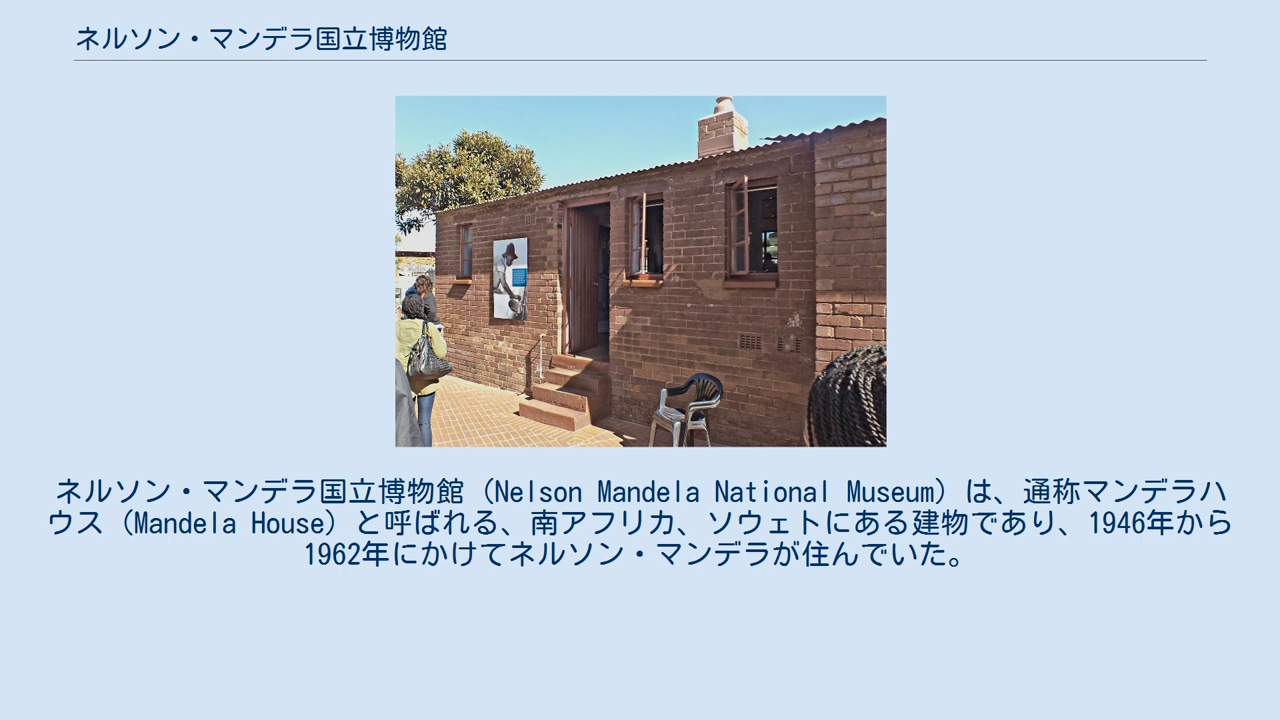 ネルソン・マンデラ国立博物館
ネルソン・マンデラ国立博物館（Nelson Mandela National Museum）は、通称マンデラハ
ウス（Mandela House）と呼ばれる、南アフリカ、ソウェトにある建物であり、1946年から
1962年にかけてネルソン・マンデラが住んでいた。